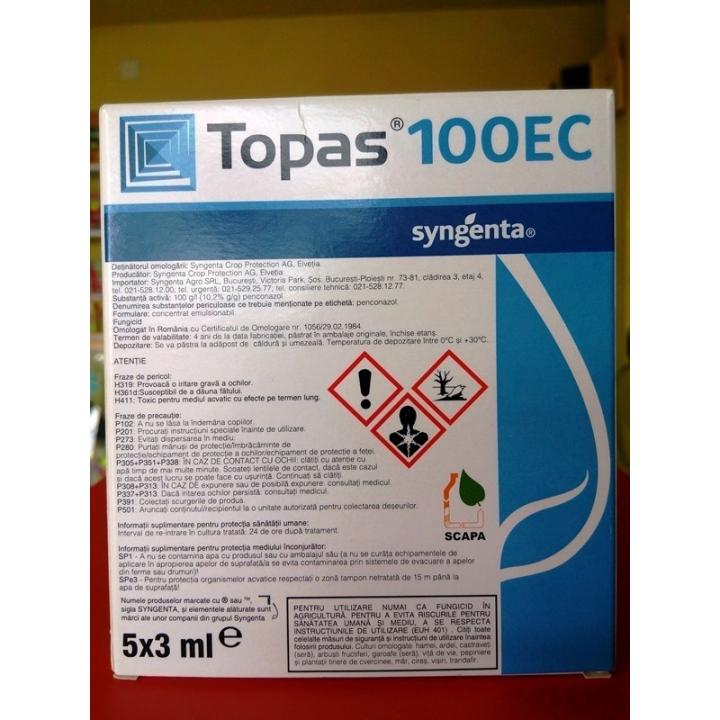 Topas® 100EC
syngenta®
Deținătorul omologării: Syngenta Crop Protection AG, Elveția
Producător: Syngenta Crop Protection AG, Elveția
Importator: Syngenta Agro SRL, București, Victoria Park, Șos. București-Ploiești nr. 73-81, clădirea 3, etaj 4,
tel. 021-528.12.00, tel. urgență: 021-529.25.77, tel. consiliere tehnică: 021-528.12.77.
Substanță activă: 100 g/l (10,2% g/g) penconazol
Denumirea substanțelor periculoase ce trebuie menționate pe etichetă: penconazol.
Formulare: concentrat emulsionabil
Fungicid
Omologat în România cu Certificatul de Omologare nr. 1056/29.02.1984.
Termen de valabilitate: 4 ani de la data fabricației, păstrat în ambalaje originale, închise etanș.
Depozitare: Se va păstra la adăpost de căldură și umezeală. Temperatura de depozitare între 0°C și +30°C.
ATENȚIE
Fraze de pericol:
H319: Provoacă o iritare gravă a ochilor.
H361d:Susceptibil de a dăuna fătului.
H411: Toxic pentru mediul acvatic cu efecte pe termen lung.
Fraze de precauție:
P102: A nu se lăsa la îndemâna copiilor.
P201: Procurați instrucțiuni speciale înainte de utilizare.
P273: Evitați dispersarea în mediu.
P280: Purtați mănuși de protecție/îmbrăcăminte de
protecție/echipament de protecție a ochilor/echipament de protecție a feței.
P305+P351+P338: ÎN CAZ DE CONTACT CU OCHII: clătiți cu atenție cu
apă timp de mai multe minute. Scoateți lentilele de contact, dacă este cazul
și dacă acest lucru se poate face cu ușurință. Continuați să clătiți.
P308+P313: ÎN CAZ DE expunere sau de posibilă expunere: consultați medicul.
P337+P313: Dacă iritarea ochilor persistă: consultați medicul.
P391: Colectați scurgerile de produs.
P501: Aruncați conținutul/recipientul la o unitate autorizată pentru colectarea deșeurilor.
SCAPA
Informații suplimentare pentru protecția sănătății umane:
Interval de re-intrare în cultura tratată: 24 de ore după tratament.
Informații suplimentare pentru protecția mediului înconjurător:
SP1 - A nu se contamina apa cu produsul sau cu ambalajul său (a nu se curăța echipamentele de
aplicare în apropierea apelor de suprafață/a se evita contaminarea prin sistemele de evacuare a apelor
din ferme sau drumuri)!
SPe3 - Pentru protecția organismelor acvatice respectați o zonă tampon netratată de 15 m până la
apa de suprafață!
Numele produselor marcate cu ® sau ™,
sigla SYNGENTA, și elementele alăturate sunt
mărci ale unor companii din grupul Syngenta
5x3 ml e
PENTRU UTILIZARE NUMAI CA FUNGICID ÎN
AGRICULTURĂ. PENTRU A EVITA RISCURILE PENTRU
SĂNĂTATEA UMANĂ ȘI MEDIU, A SE RESPECTA
INSTRUCȚIUNILE DE UTILIZARE (EUH 401) . Citiți toate
celelalte măsuri de siguranță și instrucțiuni de utilizare înaintea
folosirii produsului. Culturi omologate: hamei, ardei, castraveți
(seră), arbuști fructiferi, garoafe (seră), viță de vie, pepiniere
și plantații tinere de cvercinee, măr, cireș, vișin, trandafir.